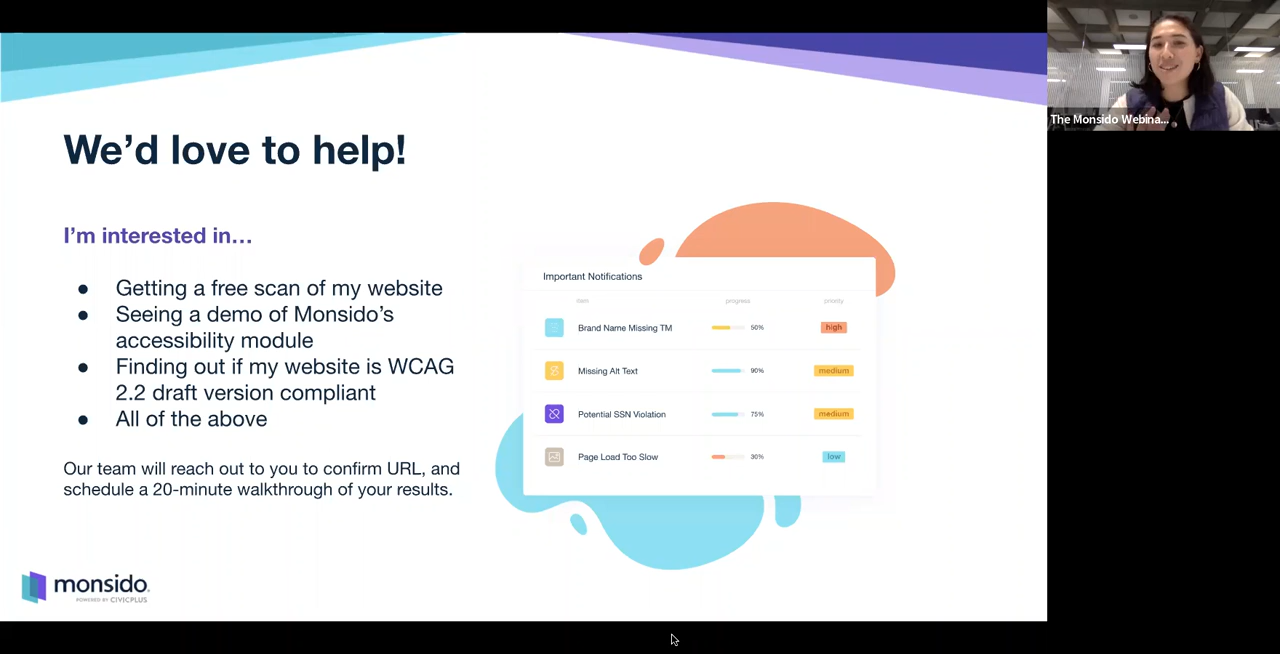 We'd love to help!
I'm interested in…
● Getting a free scan of my website
● Seeing a demo of Monsido's
accessibility module
● Finding out if my website is WCAG
2.2 draft version compliant
● All of the above
Our team will reach out to you to confirm URL, and
schedule a 20-minute walkthrough of your results.
Important Notifications
item progress priority
Brand Name Missing TM 50% high
Missing Alt Text 90% medium
Potential SSN Violation 75% medium
Page Load Too Slow 30% low
monsido
POWERED BY CIVICPLUS
The Monsido Webina...